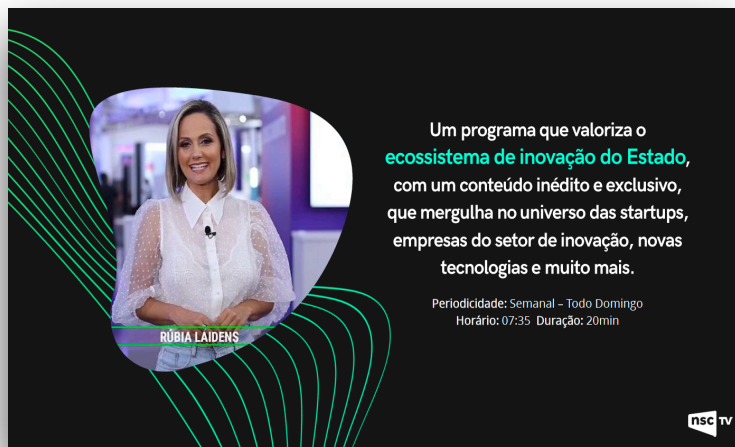 Um programa que valoriza o
ecossistema de inovação do Estado,
com um conteúdo inédito e exclusivo,
que mergulha no universo das startups,
empresas do setor de inovação, novas
tecnologias e muito mais.
Periodicidade: Semanal – Todo Domingo
Horário: 07:35 Duração: 20min
RÚBIA LAIDENS
nsc TV